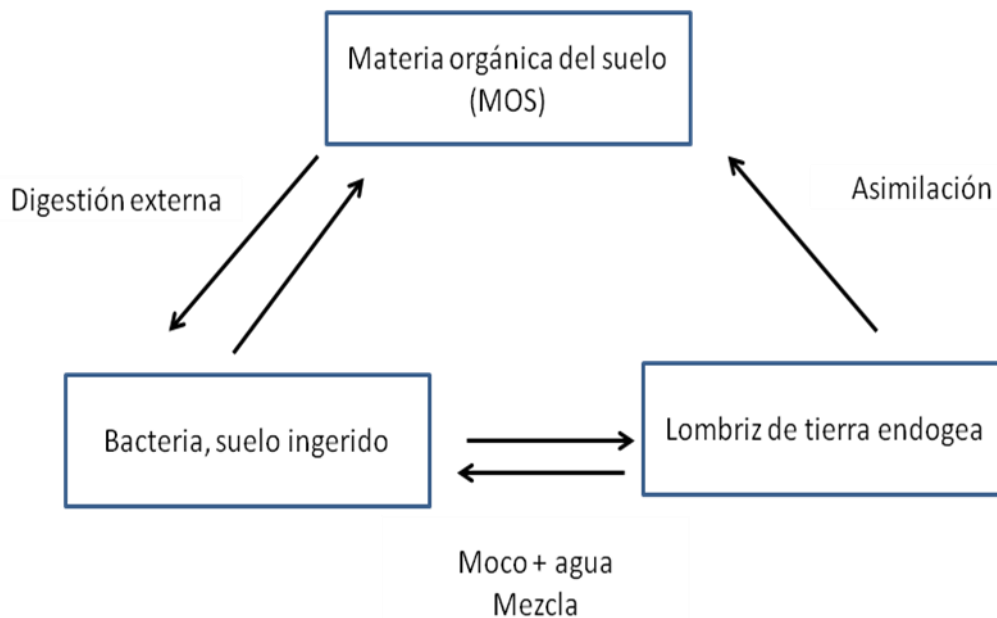 Materia orgánica del suelo
(MOS)
Digestión externa
Asimilación
Bacteria, suelo ingerido
Lombriz de tierra endogea
Moco + agua
Mezcla